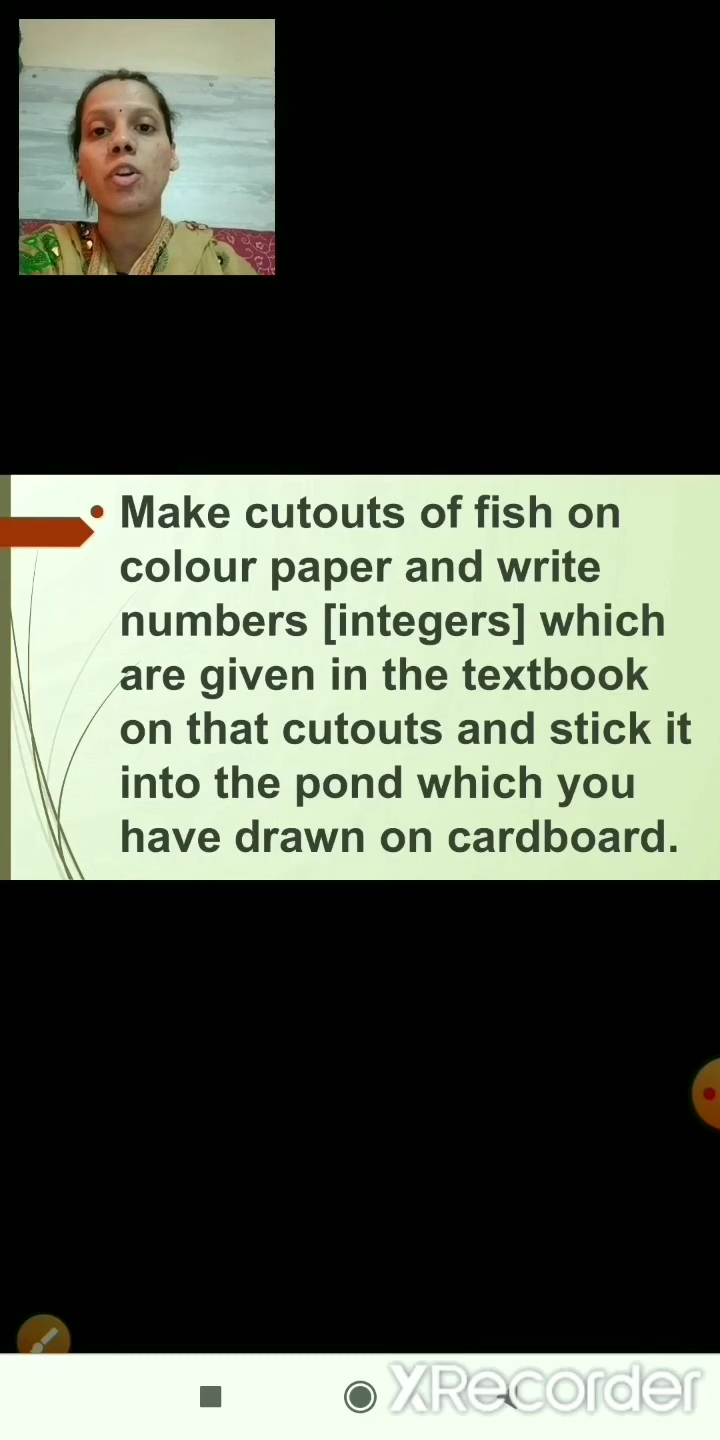 • Make cutouts of fish on
colour paper and write
numbers [integers] which
are given in the textbook
on that cutouts and stick it
into the pond which you
have drawn on cardboard.
XRecorder